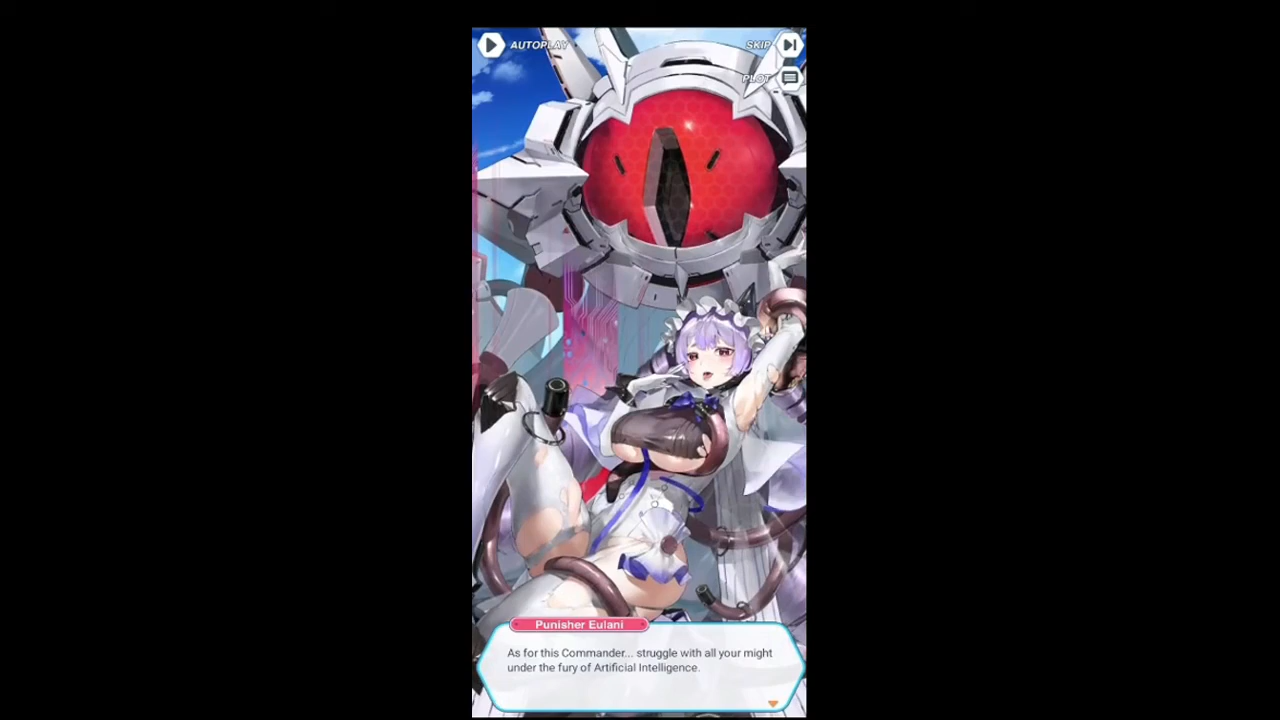 AUTOPLAY
SKIP
PLOT
Punisher Eulani
As for this Commander... struggle with all your might
under the fury of Artificial Intelligence.